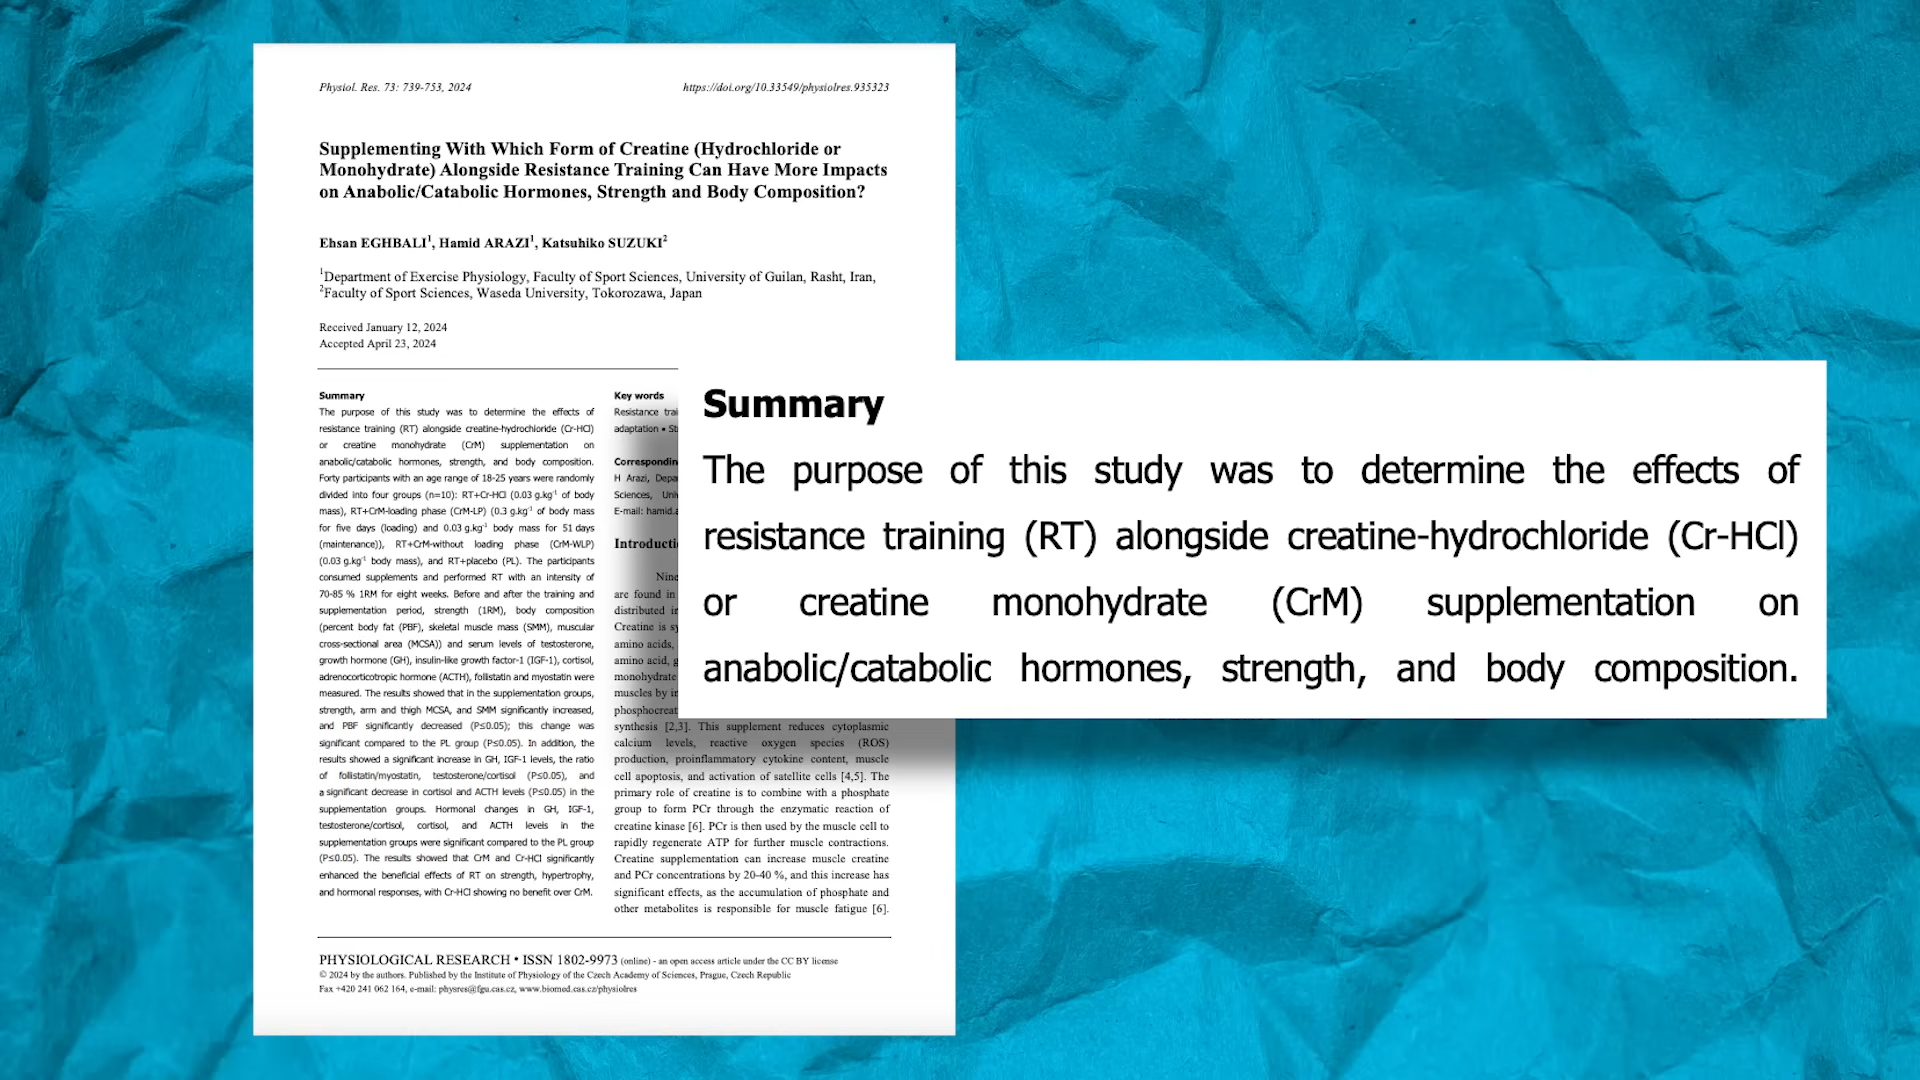 Physiol. Res. 73: 739-753, 2024
https://doi.org/10.33549/physiolres.935323
Supplementing With Which Form of Creatine (Hydrochloride or
Monohydrate) Alongside Resistance Training Can Have More Impacts
on Anabolic/Catabolic Hormones, Strength and Body Composition?
Ehsan EGHBALI1, Hamid ARAZI1, Katsuhiko SUZUKI2
1Department of Exercise Physiology, Faculty of Sport Sciences, University of Guilan, Rasht, Iran,
2Faculty of Sport Sciences, Waseda University, Tokorozawa, Japan
Received January 12, 2024
Accepted April 23, 2024
Summary
The purpose of this study was to determine the effects of
resistance training (RT) alongside creatine-hydrochloride (Cr-HCl)
or creatine monohydrate (CrM) supplementation on
anabolic/catabolic hormones, strength, and body composition.
Forty participants with an age range of 18-25 years were randomly
divided into four groups (n=10): RT+Cr-HCl (0.03 g.kg-1 of body
mass), RT+CrM-loading phase (CrM-LP) (0.3 g.kg-1 of body mass
for five days (loading) and 0.03 g.kg-1 body mass for 51 days
(maintenance)), RT+CrM-without loading phase (CrM-WLP)
(0.03 g.kg-1 body mass), and RT+placebo (PL). The participants
consumed supplements and performed RT with an intensity of
70-85 % 1RM for eight weeks. Before and after the training and
supplementation period, strength (1RM), body composition
(percent body fat (PBF), skeletal muscle mass (SMM), muscular
cross-sectional area (MCSA)) and serum levels of testosterone,
growth hormone (GH), insulin-like growth factor-1 (IGF-1), cortisol,
adrenocorticotropic hormone (ACTH), follistatin and myostatin were
measured. The results showed that in the supplementation groups,
strength, arm and thigh MCSA, and SMM significantly increased,
and PBF significantly decreased (P≤0.05); this change was
significant compared to the PL group (P≤0.05). In addition, the
results showed a significant increase in GH, IGF-1 levels, the ratio
of follistatin/myostatin, testosterone/cortisol (P≤0.05), and
a significant decrease in cortisol and ACTH levels (P≤0.05) in the
supplementation groups. Hormonal changes in GH, IGF-1,
testosterone/cortisol, cortisol, and ACTH levels in the
supplementation groups were significant compared to the PL group
(P≤0.05). The results showed that CrM and Cr-HCl significantly
enhanced the beneficial effects of RT on strength, hypertrophy,
and hormonal responses, with Cr-HCl showing no benefit over CrM.
Key words
Resistance
adaptation •
H Arazi,
Sciences,
E-mail:
are found in
distributed
Creatine is
amino acids,
amino acid,
monohydrate
muscles by
synthesis [2,3]. This supplement reduces cytoplasmic
calcium levels, reactive oxygen species (ROS)
production, proinflammatory cytokine content, muscle
cell apoptosis, and activation of satellite cells [4,5]. The
primary role of creatine is to combine with a phosphate
group to form PCr through the enzymatic reaction of
creatine kinase [6]. PCr is then used by the muscle cell to
rapidly regenerate ATP for further muscle contractions.
Creatine supplementation can increase muscle creatine
and PCr concentrations by 20-40 %, and this increase has
significant effects, as the accumulation of phosphate and
other metabolites is responsible for muscle fatigue [6].
Summary
The purpose of this study was to determine the effects of
resistance training (RT) alongside creatine-hydrochloride (Cr-HCl)
or creatine monohydrate (CrM) supplementation on
anabolic/catabolic hormones, strength, and body composition.
PHYSIOLOGICAL RESEARCH • ISSN 1802-9973 (online) - an open access article under the CC BY license
© 2024 by the authors. Published by the Institute of Physiology of the Czech Academy of Sciences, Prague, Czech Republic
Fax +420 241 062 164, e-mail: physres@fgu.cas.cz, www.biomed.cas.cz/physiolres